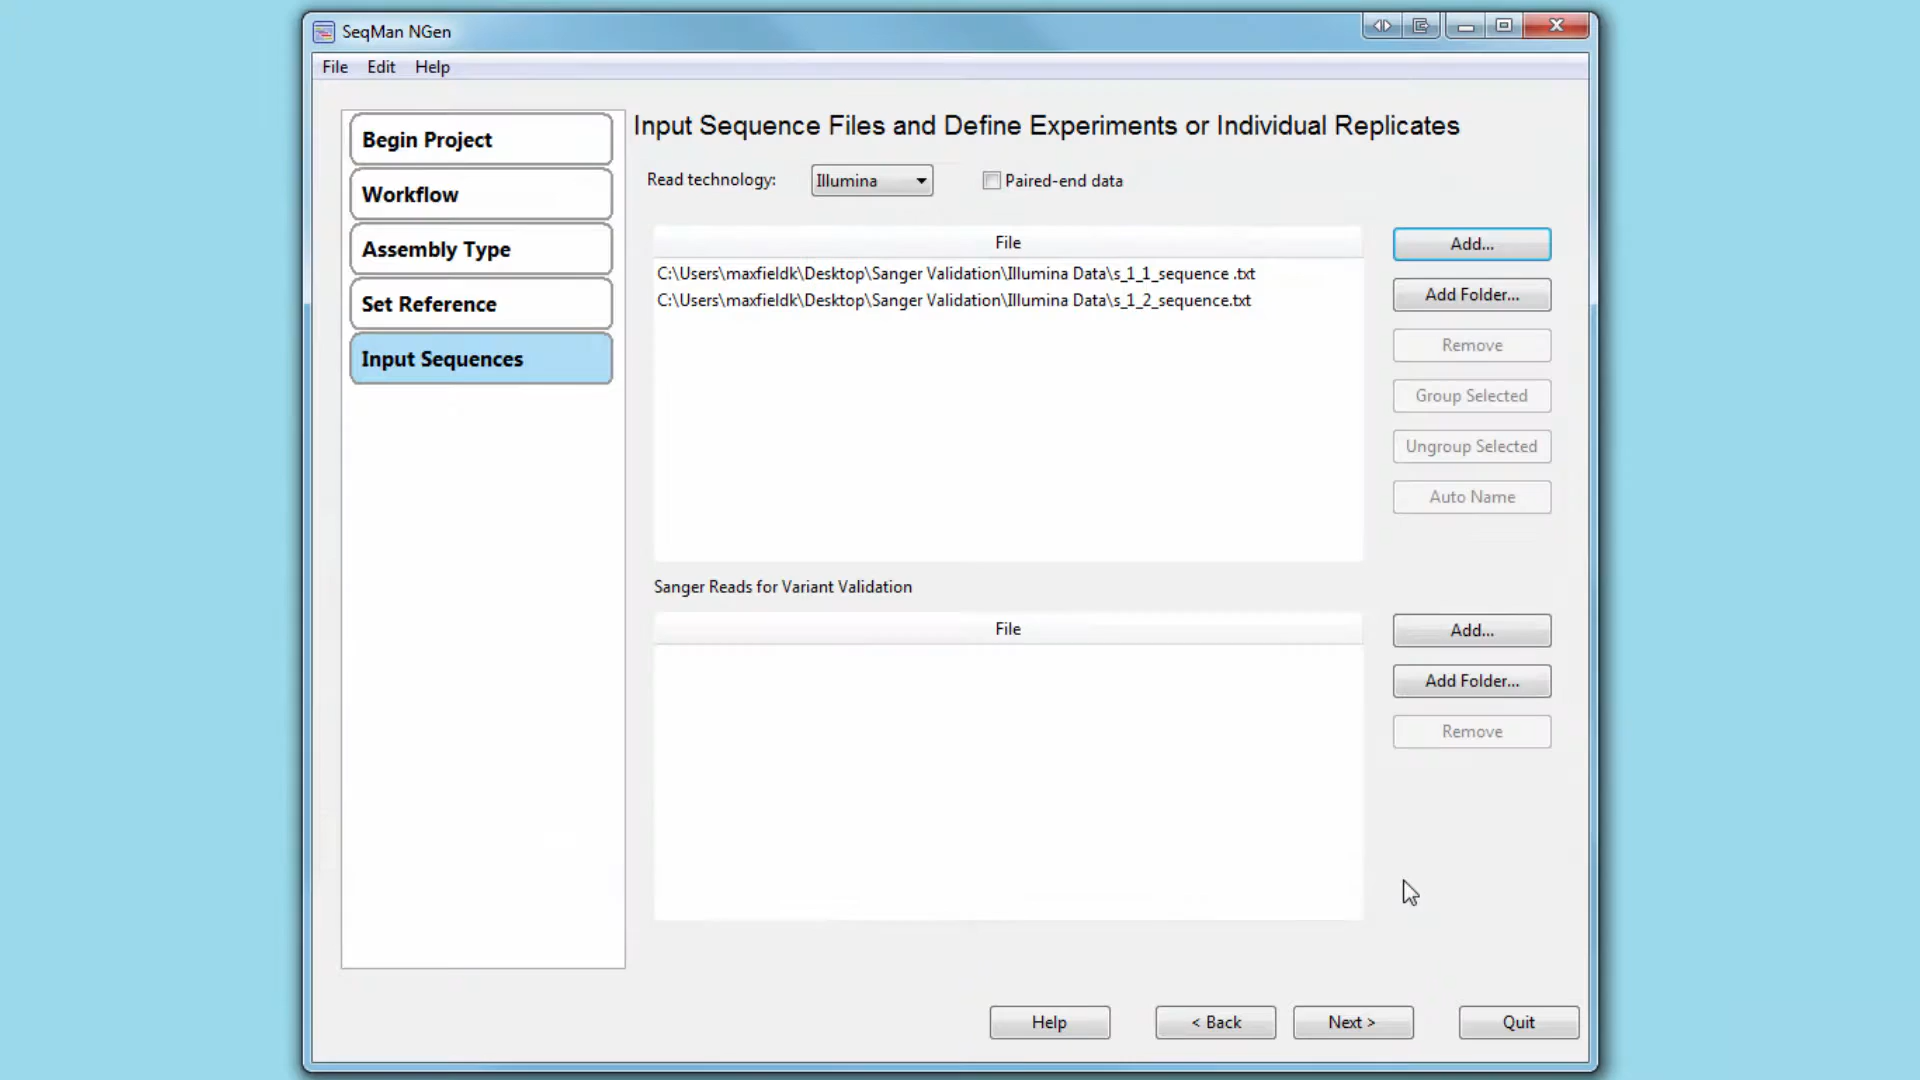 SeqMan NGen
File Edit Help
Begin Project
Workflow
Assembly Type
Set Reference
Input Sequences
Input Sequence Files and Define Experiments or Individual Replicates
Read technology: Illumina Paired-end data
File
C:\Users\maxfieldk\Desktop\Sanger Validation\Illumina Data\s_1_1_sequence .txt
C:\Users\maxfieldk\Desktop\Sanger Validation\Illumina Data\s_1_2_sequence.txt
Add...
Add Folder...
Remove
Group Selected
Ungroup Selected
Auto Name
Sanger Reads for Variant Validation
File
Add...
Add Folder...
Remove
Help < Back Next > Quit